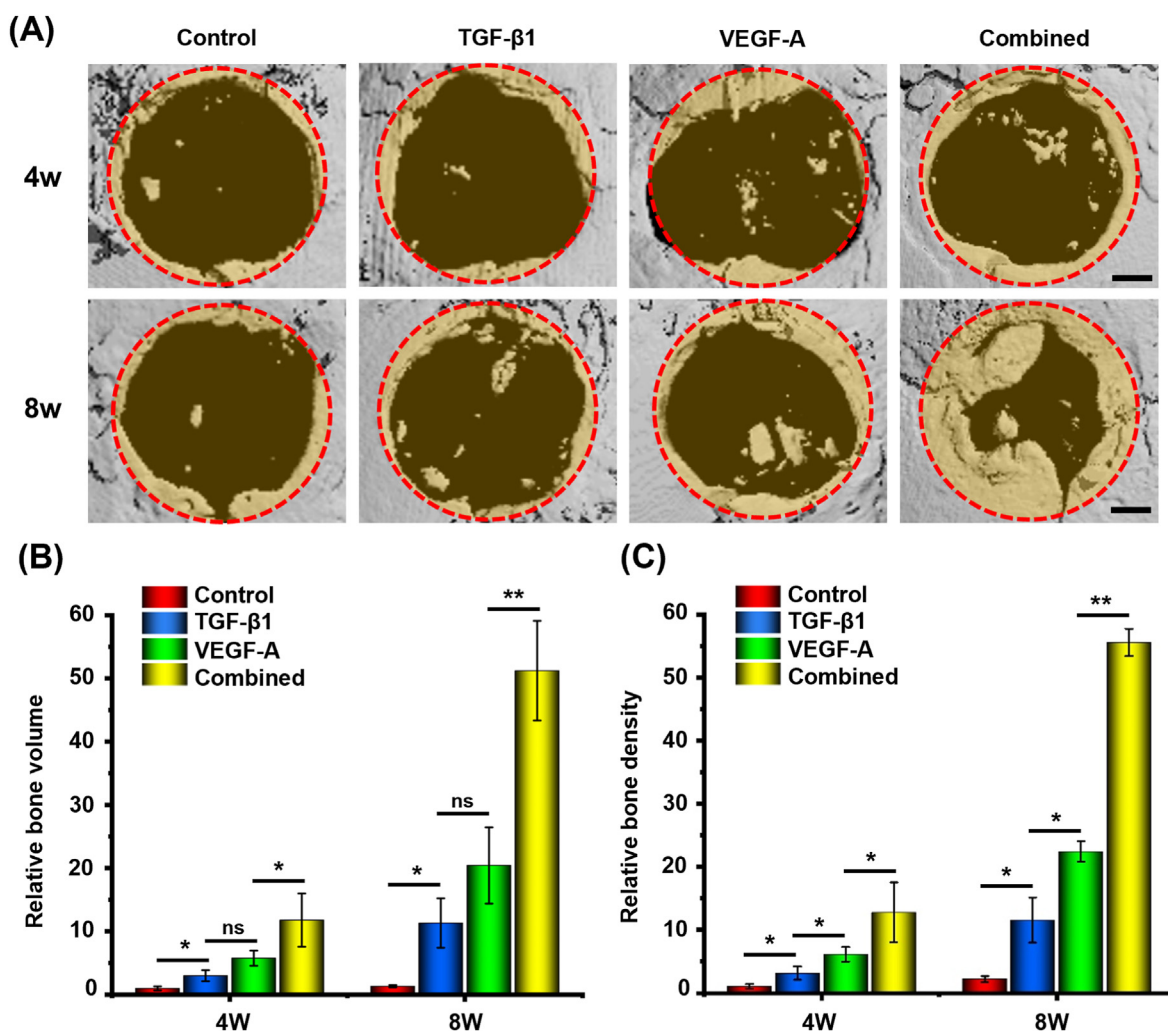 (A)
Control TGF-β1 VEGF-A Combined
4w
8w
(B)
Control
TGF-β1
VEGF-A
Combined
Relative bone volume
60
50
40
30
20
10
0
*
ns
*
*
ns
**
4W 8W
(C)
Control
TGF-β1
VEGF-A
Combined
Relative bone density
60
50
40
30
20
10
0
*
*
*
*
*
**
4W 8W